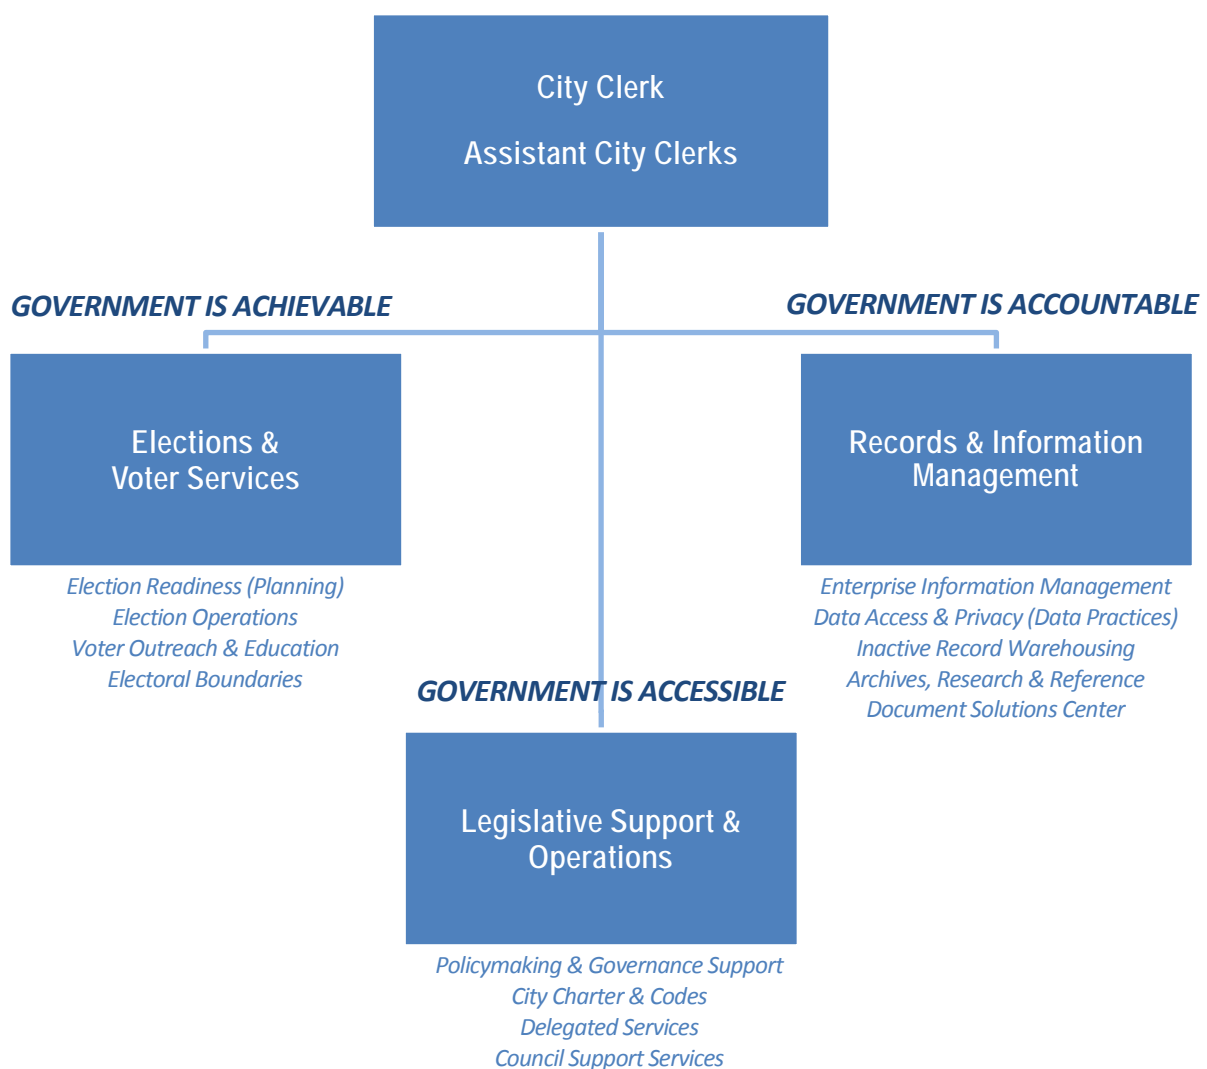 City Clerk
Assistant City Clerks
GOVERNMENT IS ACHIEVABLE
GOVERNMENT IS ACCOUNTABLE
Elections &
Voter Services
Records & Information
Management
Election Readiness (Planning)
Election Operations
Voter Outreach & Education
Electoral Boundaries
Enterprise Information Management
Data Access & Privacy (Data Practices)
Inactive Record Warehousing
Archives, Research & Reference
Document Solutions Center
GOVERNMENT IS ACCESSIBLE
Legislative Support &
Operations
Policymaking & Governance Support
City Charter & Codes
Delegated Services
Council Support Services